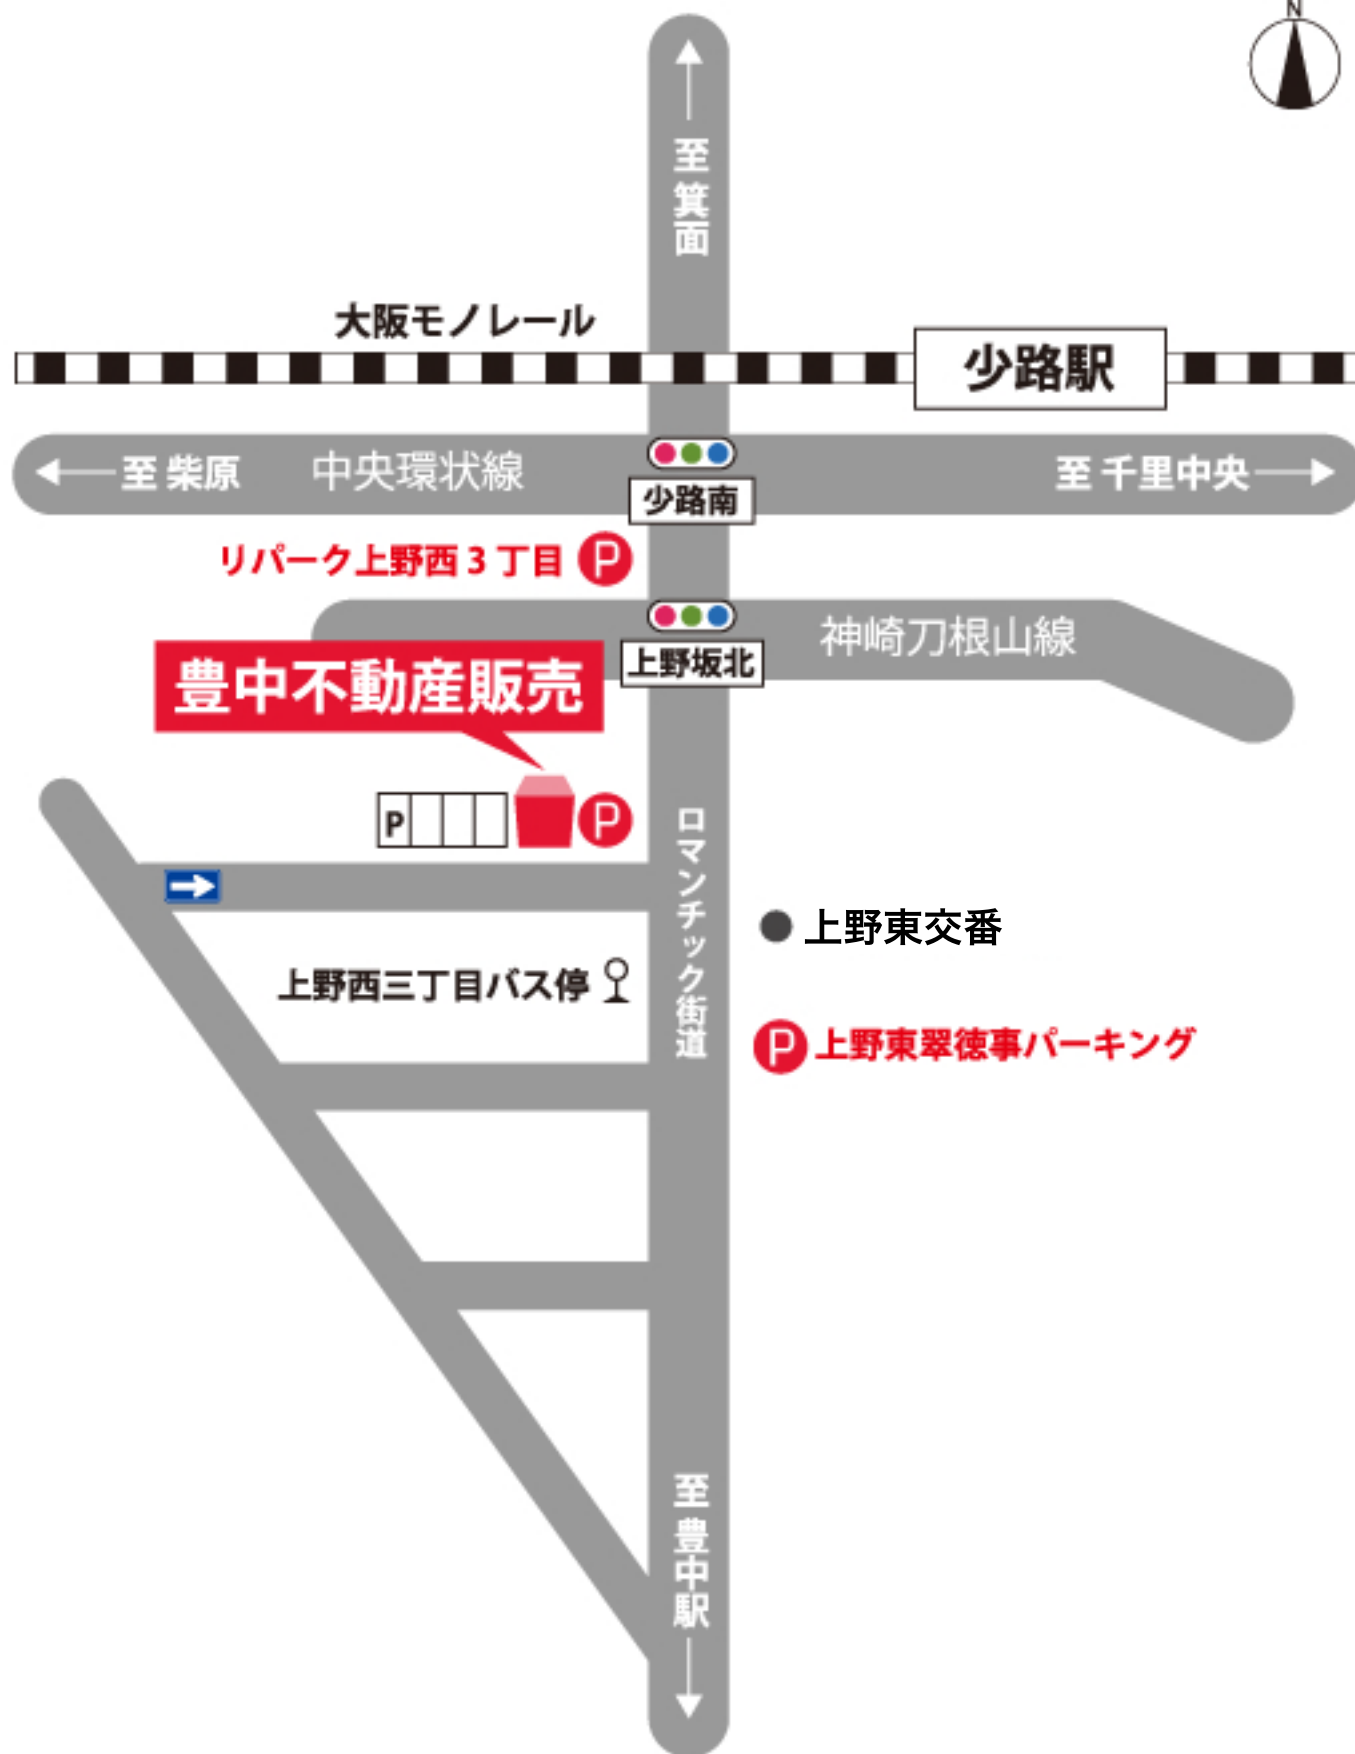 N
至 箕面
大阪モノレール
少路駅
至 柴原
中央環状線
至 千里中央
少路南
リパーク上野西3丁目 P
神崎刀根山線
上野坂北
豊中不動産販売
P
P
ロマンチック街道
上野東交番
上野西三丁目バス停
P 上野東翠徳事パーキング
至 豊中駅